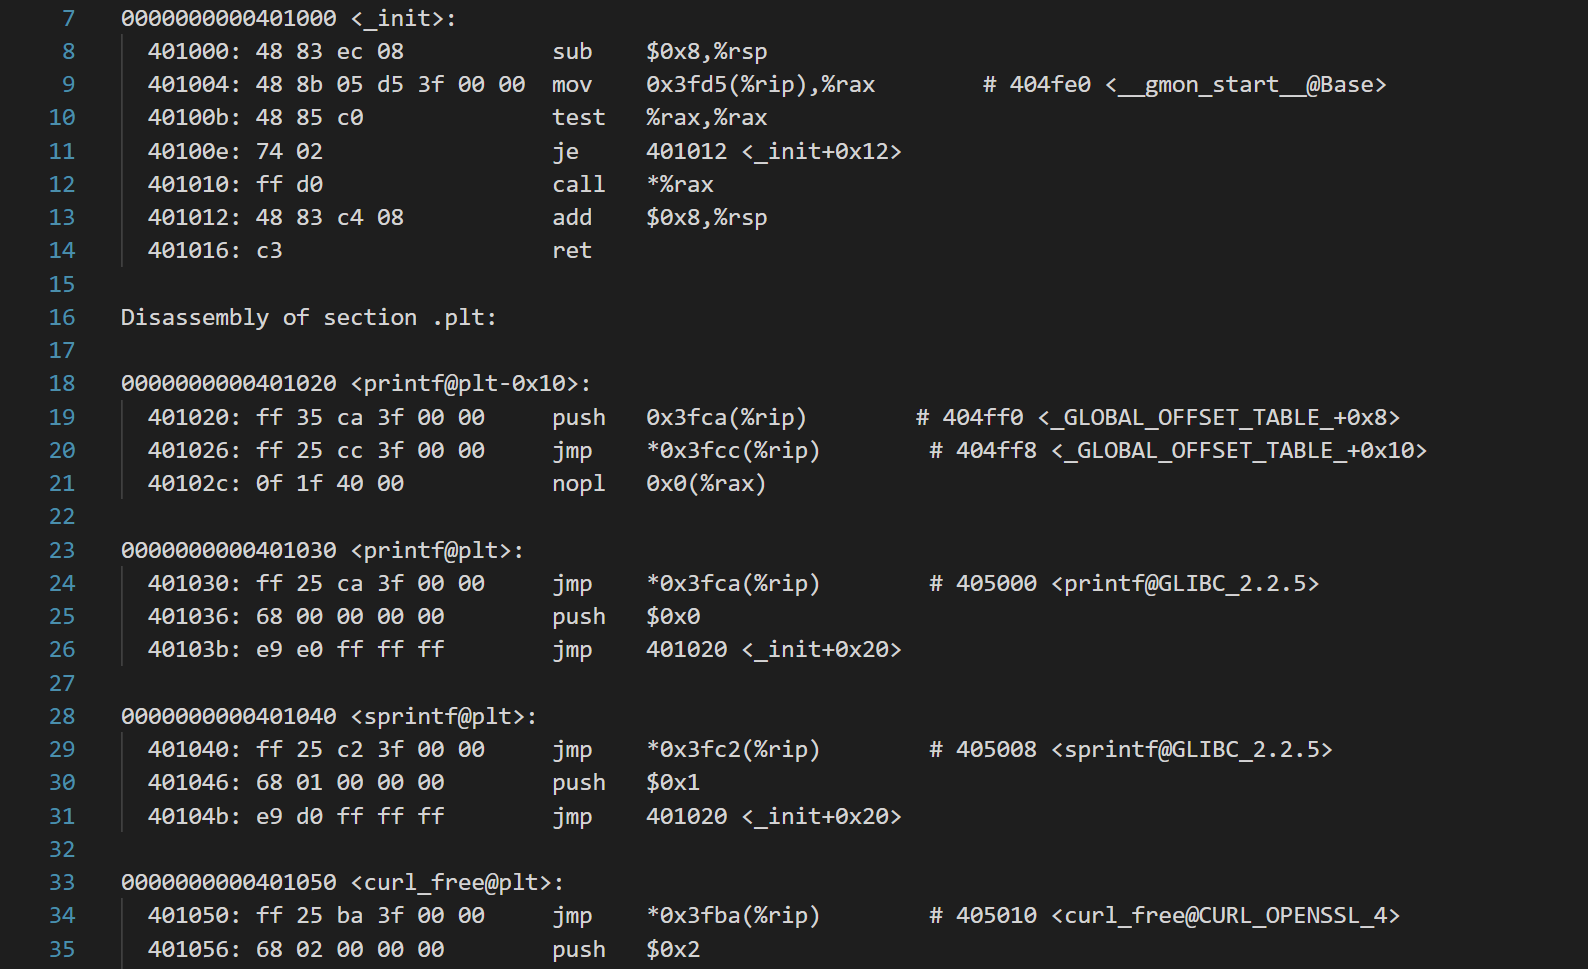 7 0000000000401000 <_init>:
8 401000: 48 83 ec 08 sub $0x8,%rsp
9 401004: 48 8b 05 d5 3f 00 00 mov 0x3fd5(%rip),%rax # 404fe0 <__gmon_start__@Base>
10 40100b: 48 85 c0 test %rax,%rax
11 40100e: 74 02 je 401012 <_init+0x12>
12 401010: ff d0 call *%rax
13 401012: 48 83 c4 08 add $0x8,%rsp
14 401016: c3 ret
15
16 Disassembly of section .plt:
17
18 0000000000401020 <printf@plt-0x10>:
19 401020: ff 35 ca 3f 00 00 push 0x3fca(%rip) # 404ff0 <_GLOBAL_OFFSET_TABLE_+0x8>
20 401026: ff 25 cc 3f 00 00 jmp *0x3fcc(%rip) # 404ff8 <_GLOBAL_OFFSET_TABLE_+0x10>
21 40102c: 0f 1f 40 00 nopl 0x0(%rax)
22
23 0000000000401030 <printf@plt>:
24 401030: ff 25 ca 3f 00 00 jmp *0x3fca(%rip) # 405000 <printf@GLIBC_2.2.5>
25 401036: 68 00 00 00 00 push $0x0
26 40103b: e9 e0 ff ff ff jmp 401020 <_init+0x20>
27
28 0000000000401040 <sprintf@plt>:
29 401040: ff 25 c2 3f 00 00 jmp *0x3fc2(%rip) # 405008 <sprintf@GLIBC_2.2.5>
30 401046: 68 01 00 00 00 push $0x1
31 40104b: e9 d0 ff ff ff jmp 401020 <_init+0x20>
32
33 0000000000401050 <curl_free@plt>:
34 401050: ff 25 ba 3f 00 00 jmp *0x3fba(%rip) # 405010 <curl_free@CURL_OPENSSL_4>
35 401056: 68 02 00 00 00 push $0x2